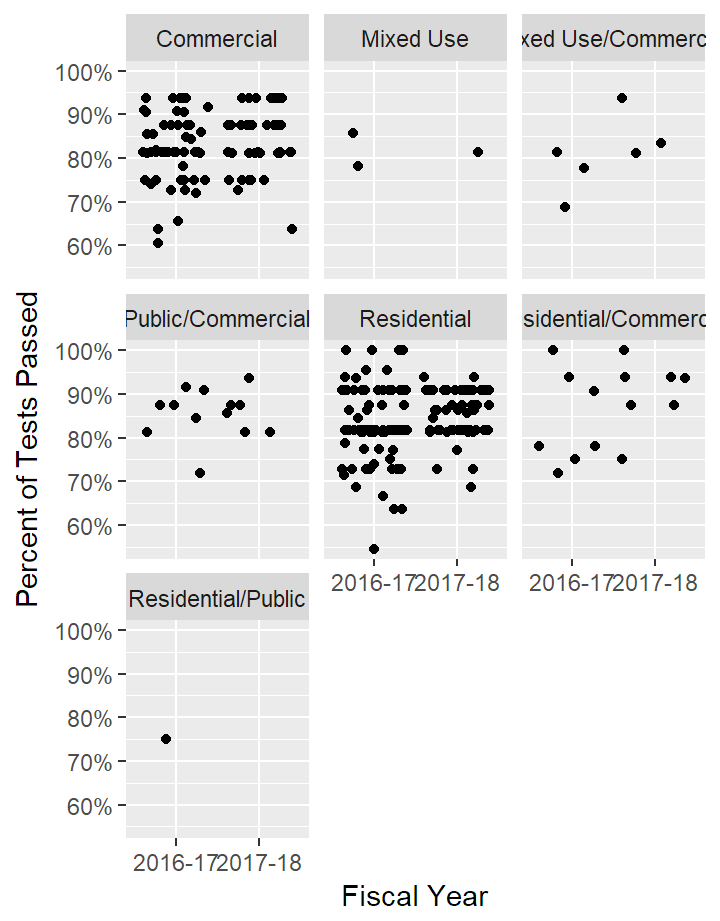 Commercial
Mixed Use
xed Use/Commerc
100%
90%
80%
70%
60%
Public/Commercial
Residential
sidential/Commerc
100%
90%
80%
70%
60%
2016-17 2017-18
2016-17 2017-18
Residential/Public
100%
90%
80%
70%
60%
2016-17 2017-18
Percent of Tests Passed
Fiscal Year